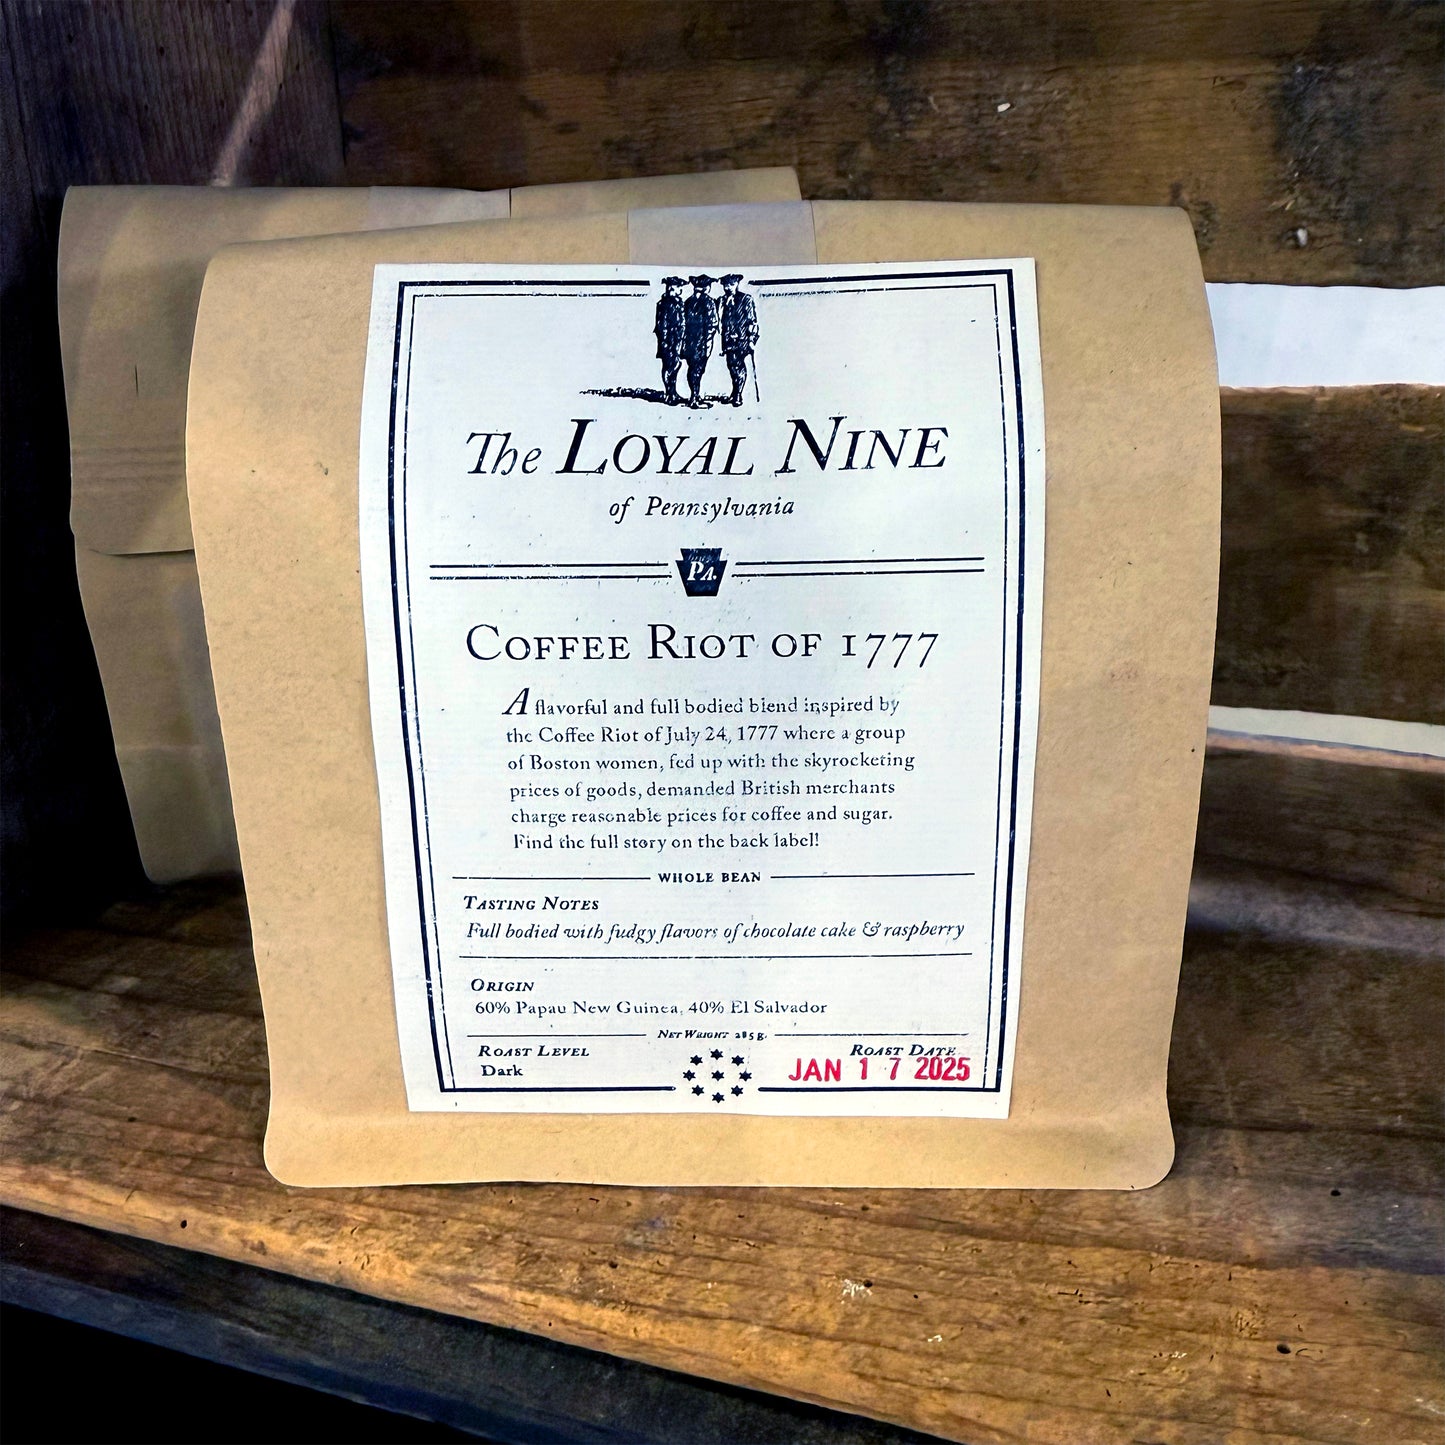 The LOYAL NINE
of Pennsylvania
PA.
COFFEE RIOT OF 1777
A flavorful and full bodied blend inspired by
the Coffee Riot of July 24, 1777 where a group
of Boston women, fed up with the skyrocketing
prices of goods, demanded British merchants
charge reasonable prices for coffee and sugar.
Find the full story on the back label!
WHOLE BEAN
TASTING NOTES
Full bodied with fudgy flavors of chocolate cake & raspberry
ORIGIN
60% Papau New Guinea, 40% El Salvador
NET WEIGHT 285g.
ROAST LEVEL
Dark
ROAST DATE
JAN 17 2025